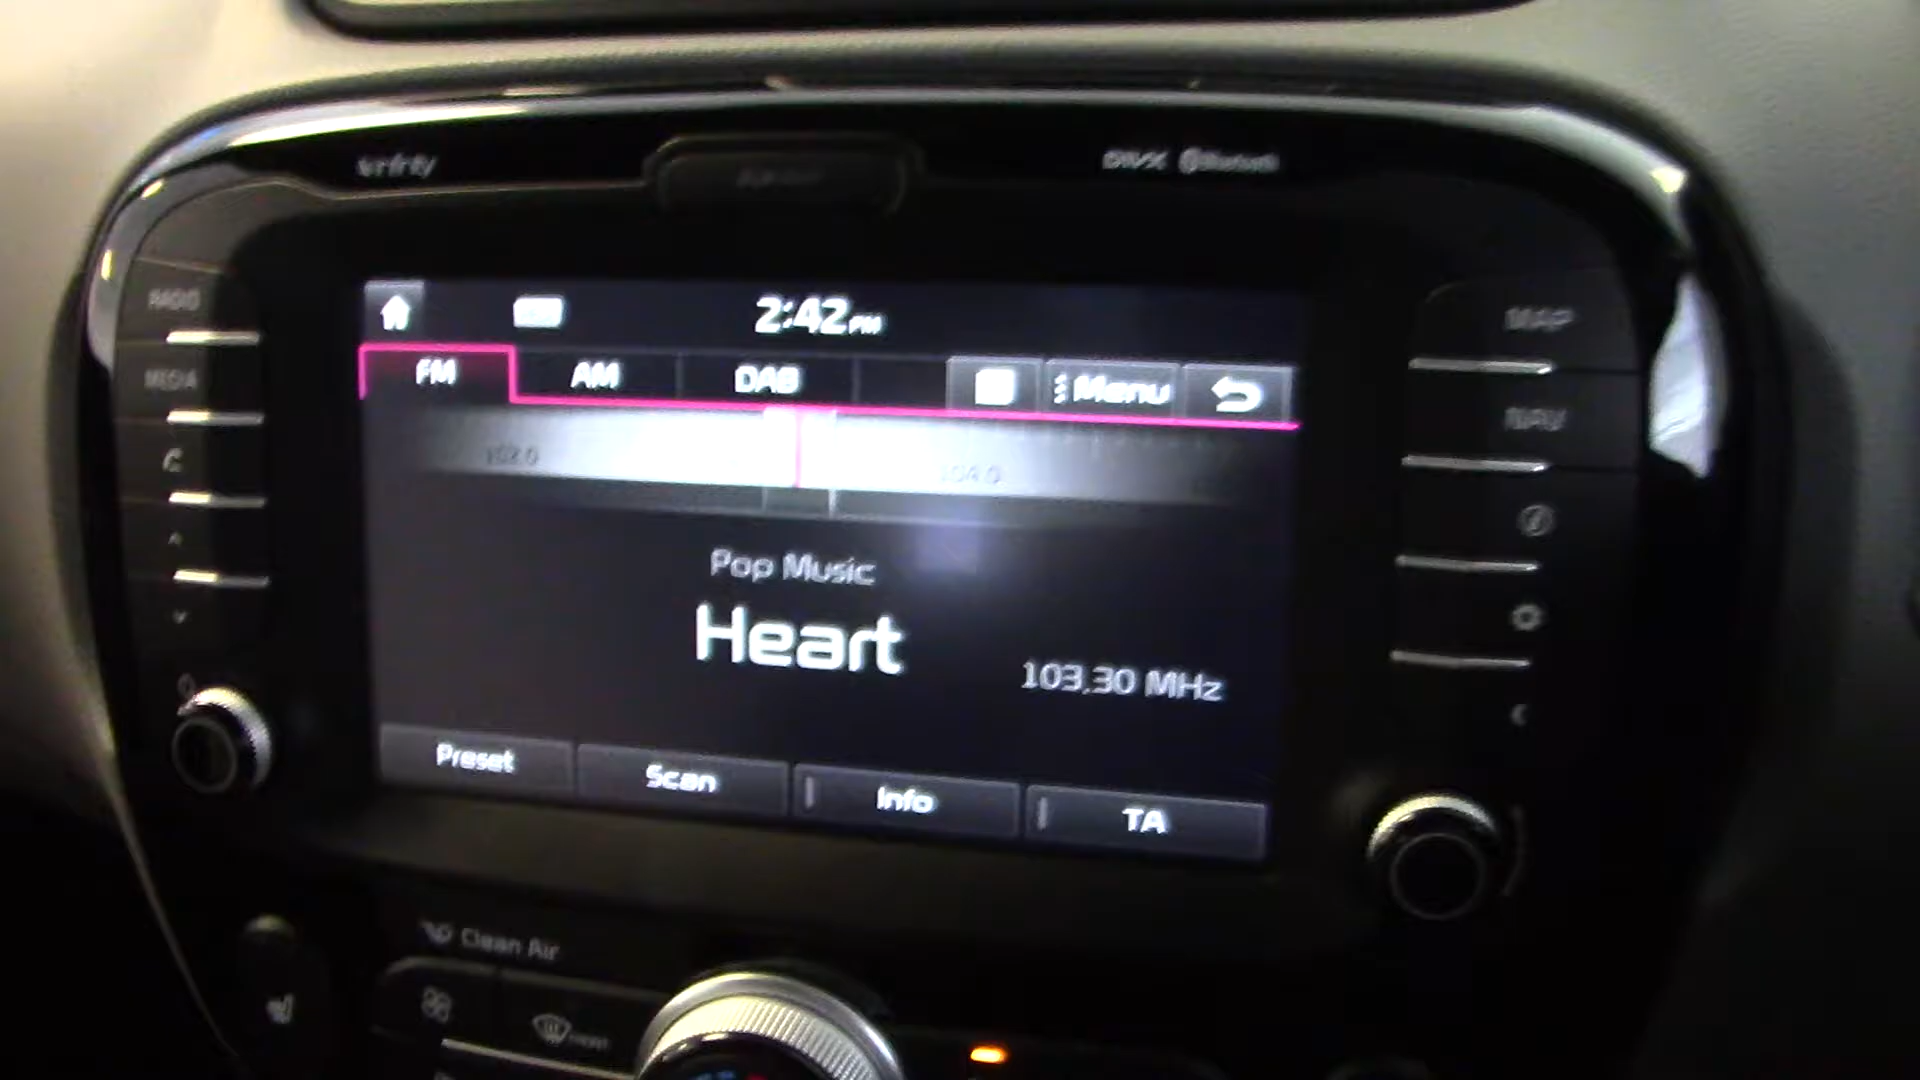 infinity
DIVX Bluetooth
RADIO
MEDIA
MAP
NAV
2:42 PM
FM AM DAB Menu
102.0 104.0
Pop Music
Heart
103.30 MHz
Preset Scan Info TA
Clean Air